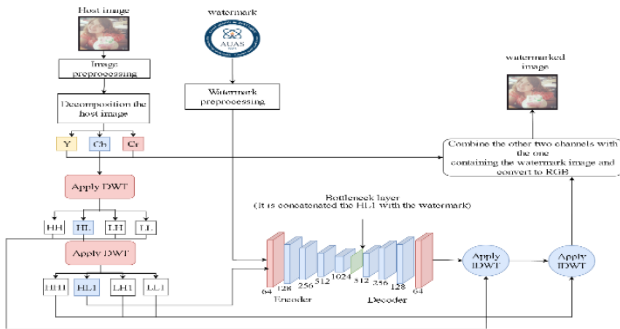 Host image
watermark
AUAS
Image
preprocessing
Watermark
preprocessing
Decomposition the
host image
Y
Cb
Cr
watermarked
image
Combine the other two channels with
the one
containing the watermark image and
convert to RGB
Apply DWT
HH
HL
LH
LL
Apply DWT
HH1
HL1
LH1
LL1
Bottleneck layer
(It is concatonated the HL1 with the watermark)
64
128
256
512
1024
512
256
128
64
Encoder
Decoder
Apply
IDWT
Apply
IDWT